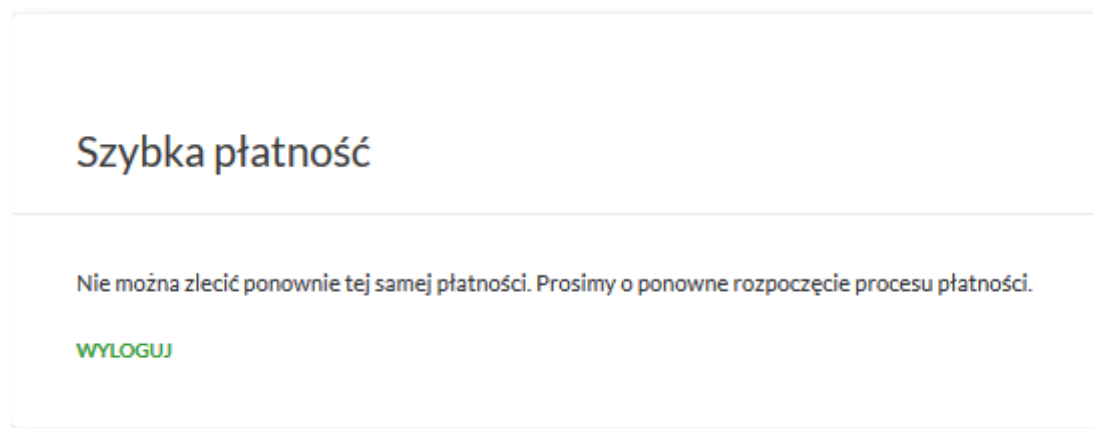 Szybka płatność
Nie można zlecić ponownie tej samej płatności. Prosimy o ponowne rozpoczęcie procesu płatności.
WYLOGUJ